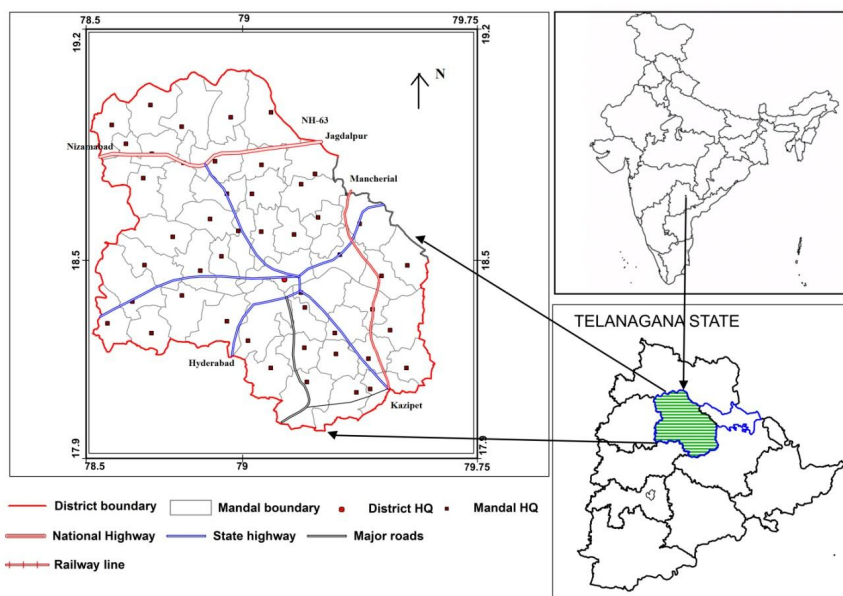 78.5 79 79.75
19.2 19.2
N
NH-63
Jagdalpur
Nizamabad
Mancherial
18.5 18.5
Hyderabad
Kazipet
17.9 17.9
78.5 79 79.75
TELANAGANA STATE
District boundary Mandal boundary District HQ Mandal HQ
National Highway State highway Major roads
Railway line